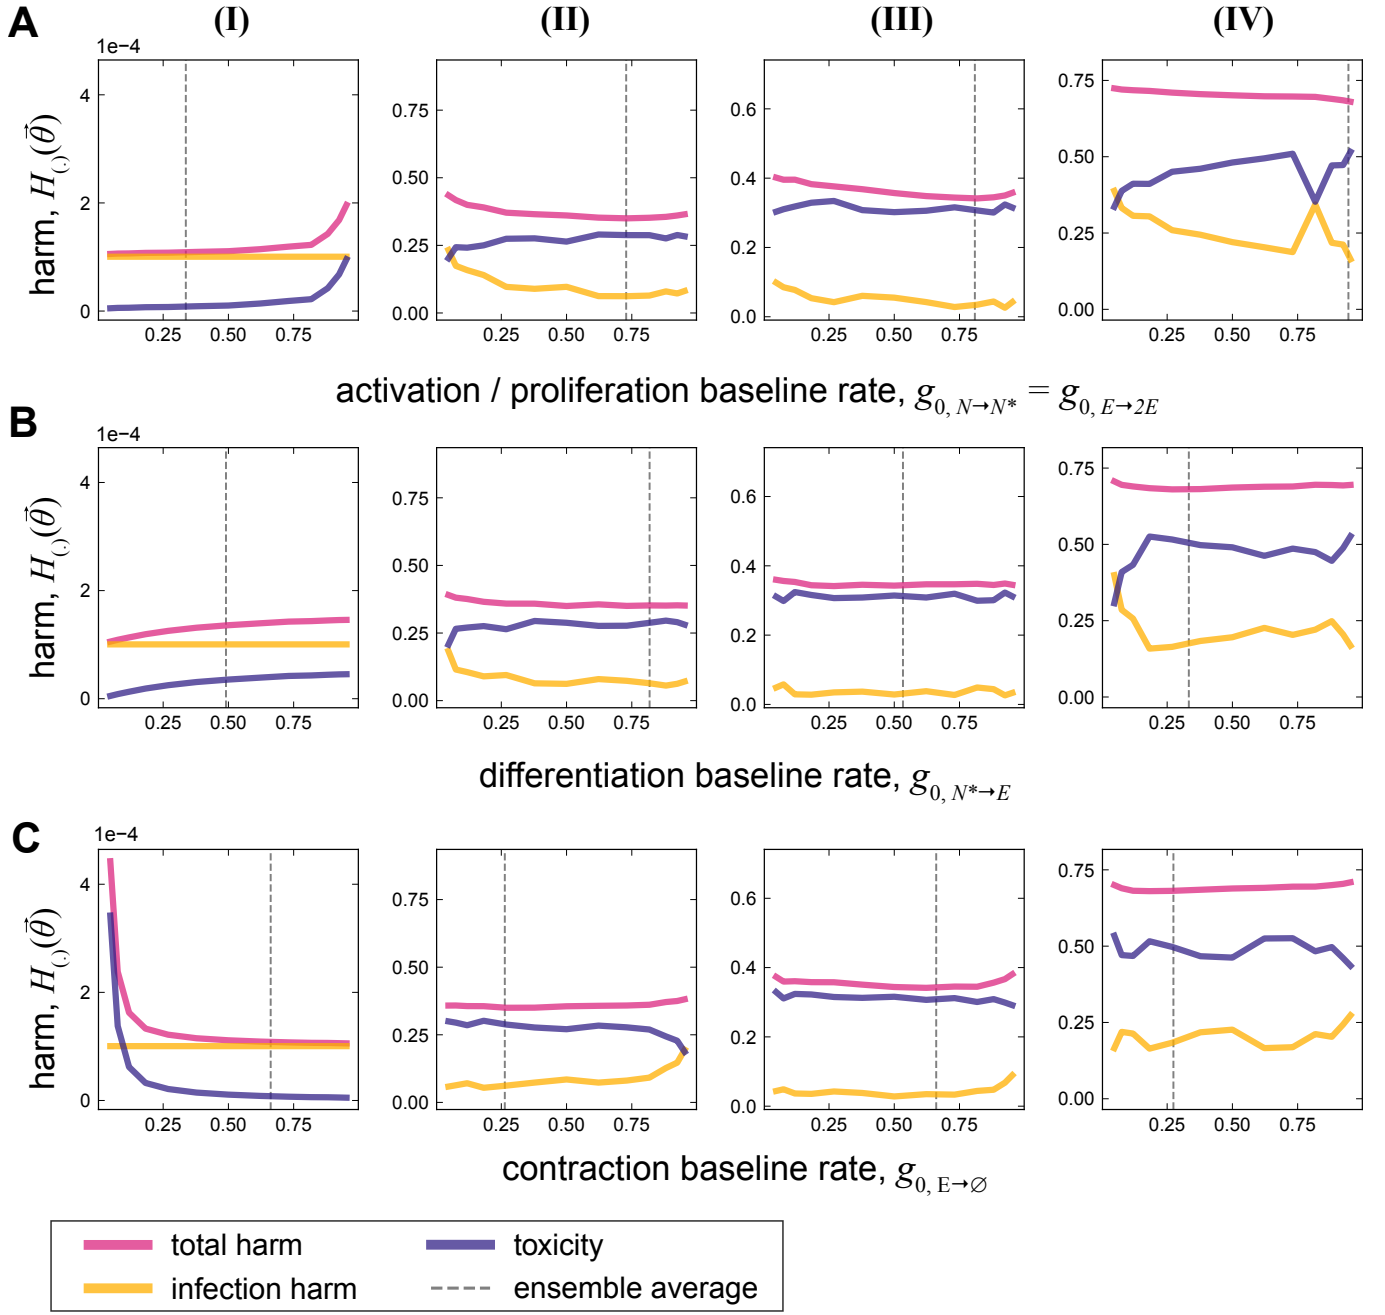 A (I) (II) (III) (IV)
1e−4
4
2
0
0.75
0.50
0.25
0.00
0.6
0.4
0.2
0.0
0.75
0.50
0.25
0.00
harm, H(.)(θ⃗)
0.25 0.50 0.75 0.25 0.50 0.75 0.25 0.50 0.75 0.25 0.50 0.75
activation / proliferation baseline rate, g0, N→N* = g0, E→2E
B
1e−4
4
2
0
0.75
0.50
0.25
0.00
0.6
0.4
0.2
0.0
0.75
0.50
0.25
0.00
harm, H(.)(θ⃗)
0.25 0.50 0.75 0.25 0.50 0.75 0.25 0.50 0.75 0.25 0.50 0.75
differentiation baseline rate, g0, N*→E
C
1e−4
4
2
0
0.75
0.50
0.25
0.00
0.6
0.4
0.2
0.0
0.75
0.50
0.25
0.00
harm, H(.)(θ⃗)
0.25 0.50 0.75 0.25 0.50 0.75 0.25 0.50 0.75 0.25 0.50 0.75
contraction baseline rate, g0, E→∅
total harm toxicity
infection harm ensemble average